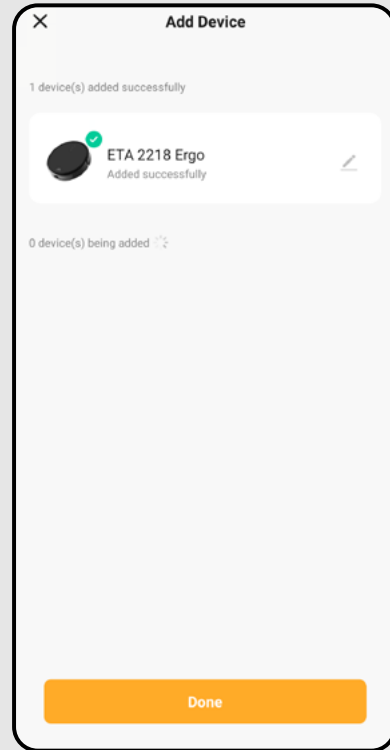 Add Device
1 device(s) added successfully
ETA 2218 Ergo
Added successfully
0 device(s) being added
Done